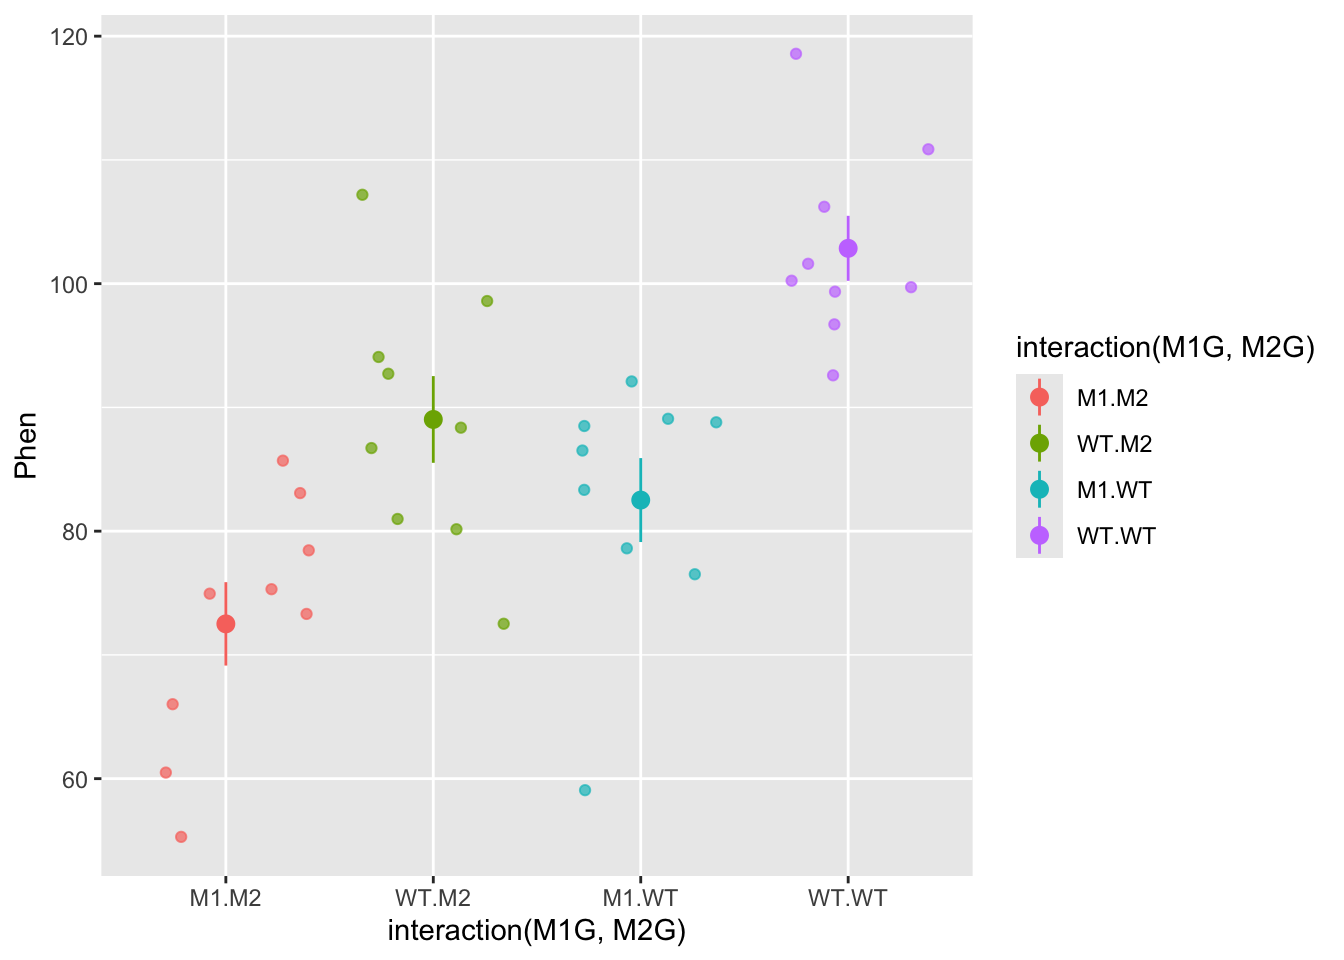 120
100
80
60
Phen
M1.M2
WT.M2
M1.WT
WT.WT
interaction(M1G, M2G)
interaction(M1G, M2G)
M1.M2
WT.M2
M1.WT
WT.WT